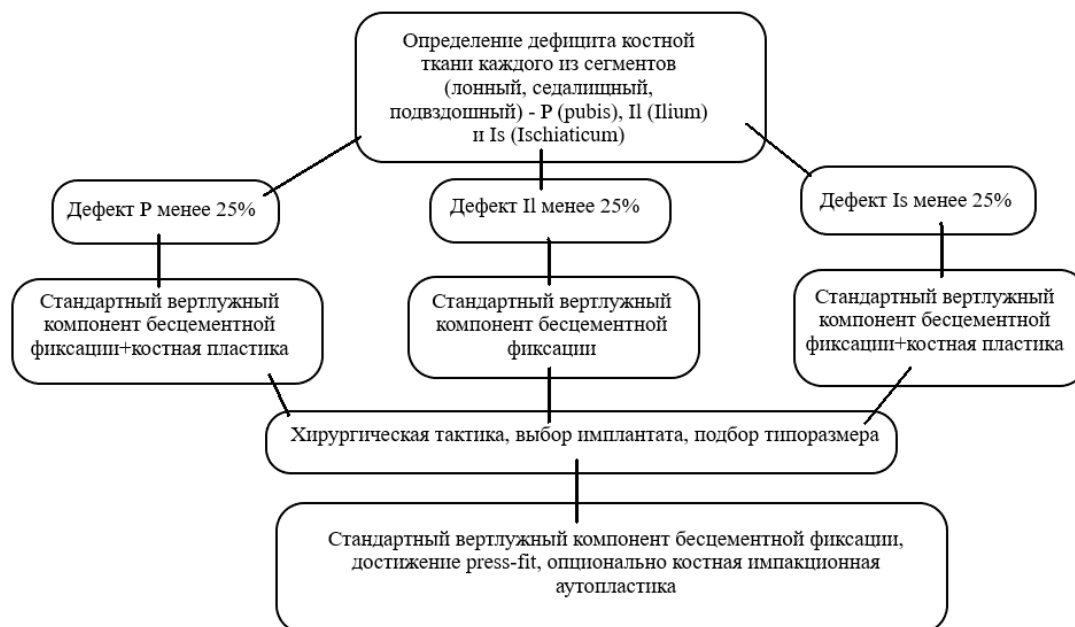 Определение дефицита костной
ткани каждого из сегментов
(лонный, седалищный,
подвздошный) - P (pubis), Il (Ilium)
и Is (Ischiaticum)
Дефект P менее 25%
Дефект Il менее 25%
Дефект Is менее 25%
Стандартный вертлужный
компонент бесцементной
фиксации+костная пластика
Стандартный вертлужный
компонент бесцементной
фиксации
Стандартный вертлужный
компонент бесцементной
фиксации+костная пластика
Хирургическая тактика, выбор имплантата, подбор типоразмера
Стандартный вертлужный компонент бесцементной фиксации,
достижение press-fit, опционально костная импакционная
аутопластика